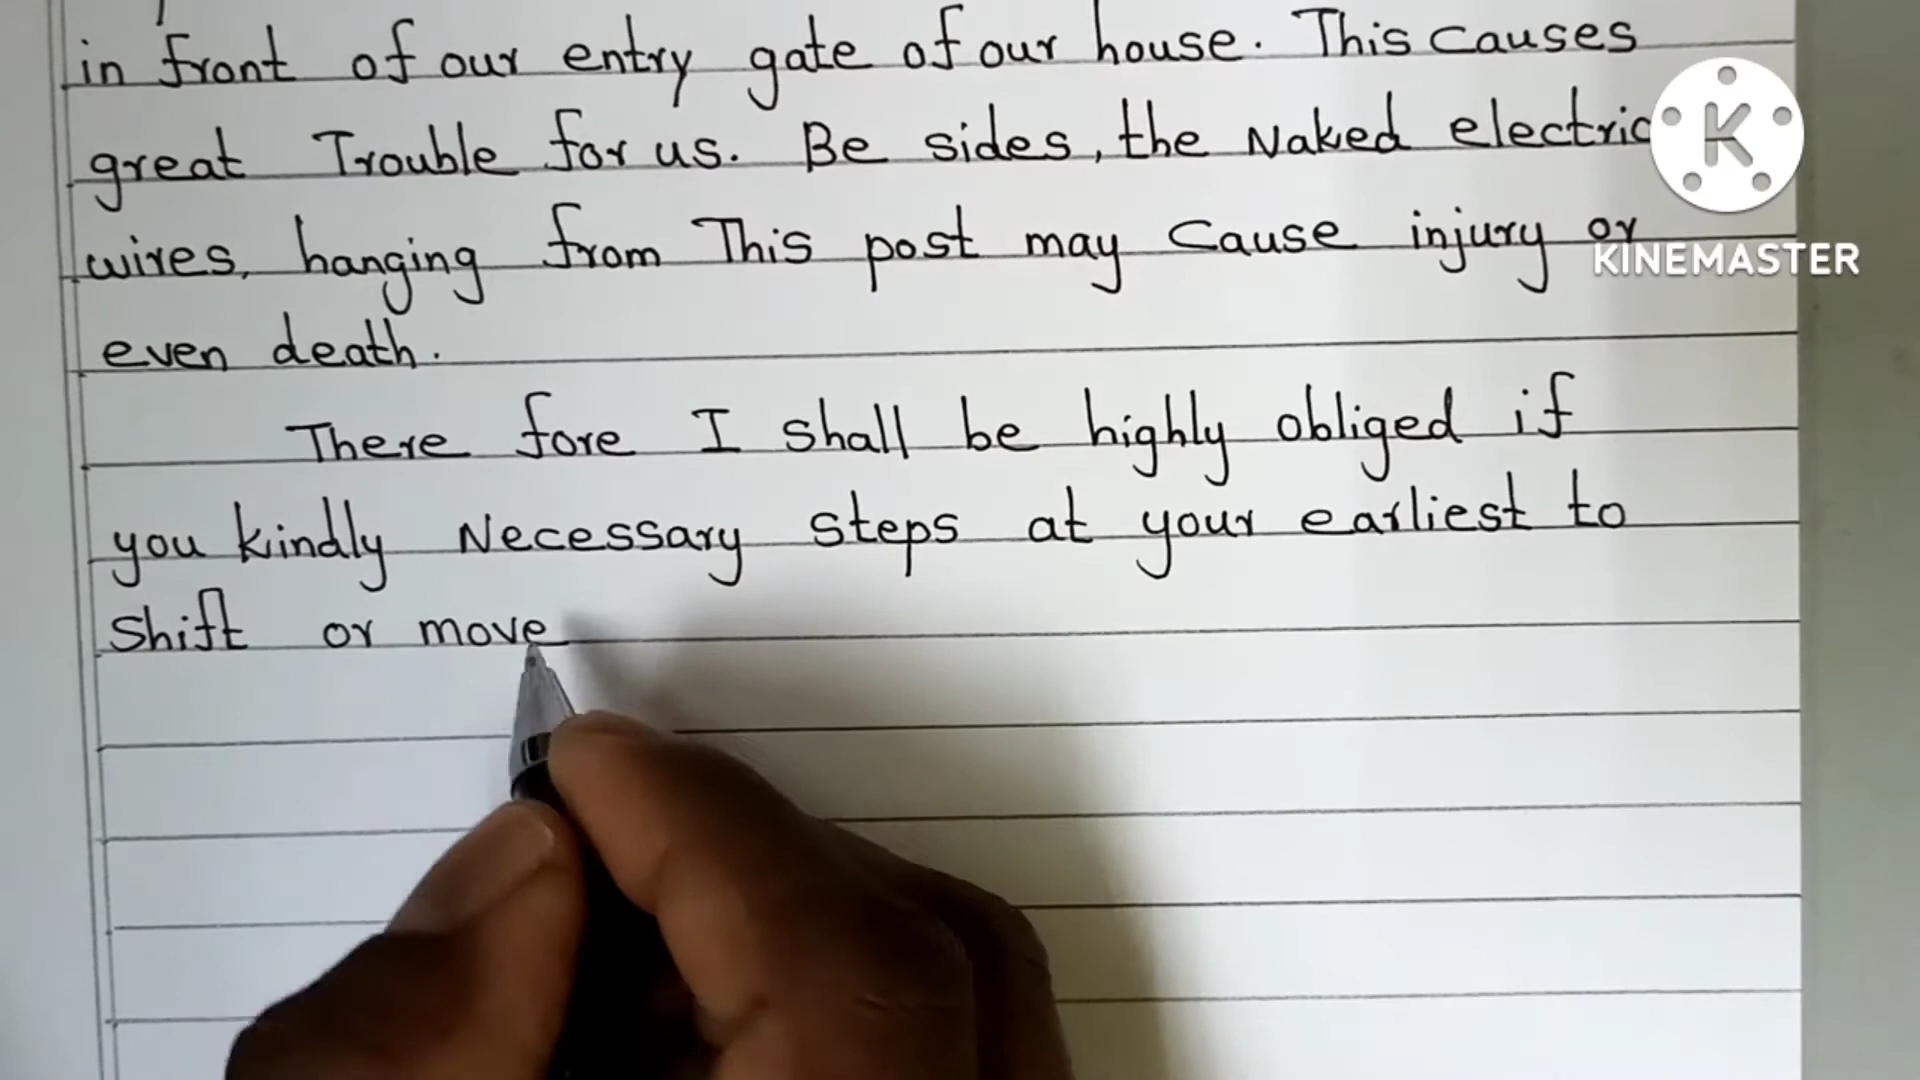 in front of our entry gate of our house. This causes
great Trouble for us. Be sides, the Naked electric
wires, hanging from This post may cause injury or
even death.
There fore I shall be highly obliged if
you kindly Necessary steps at your earliest to
Shift or move
K
KINEMASTER